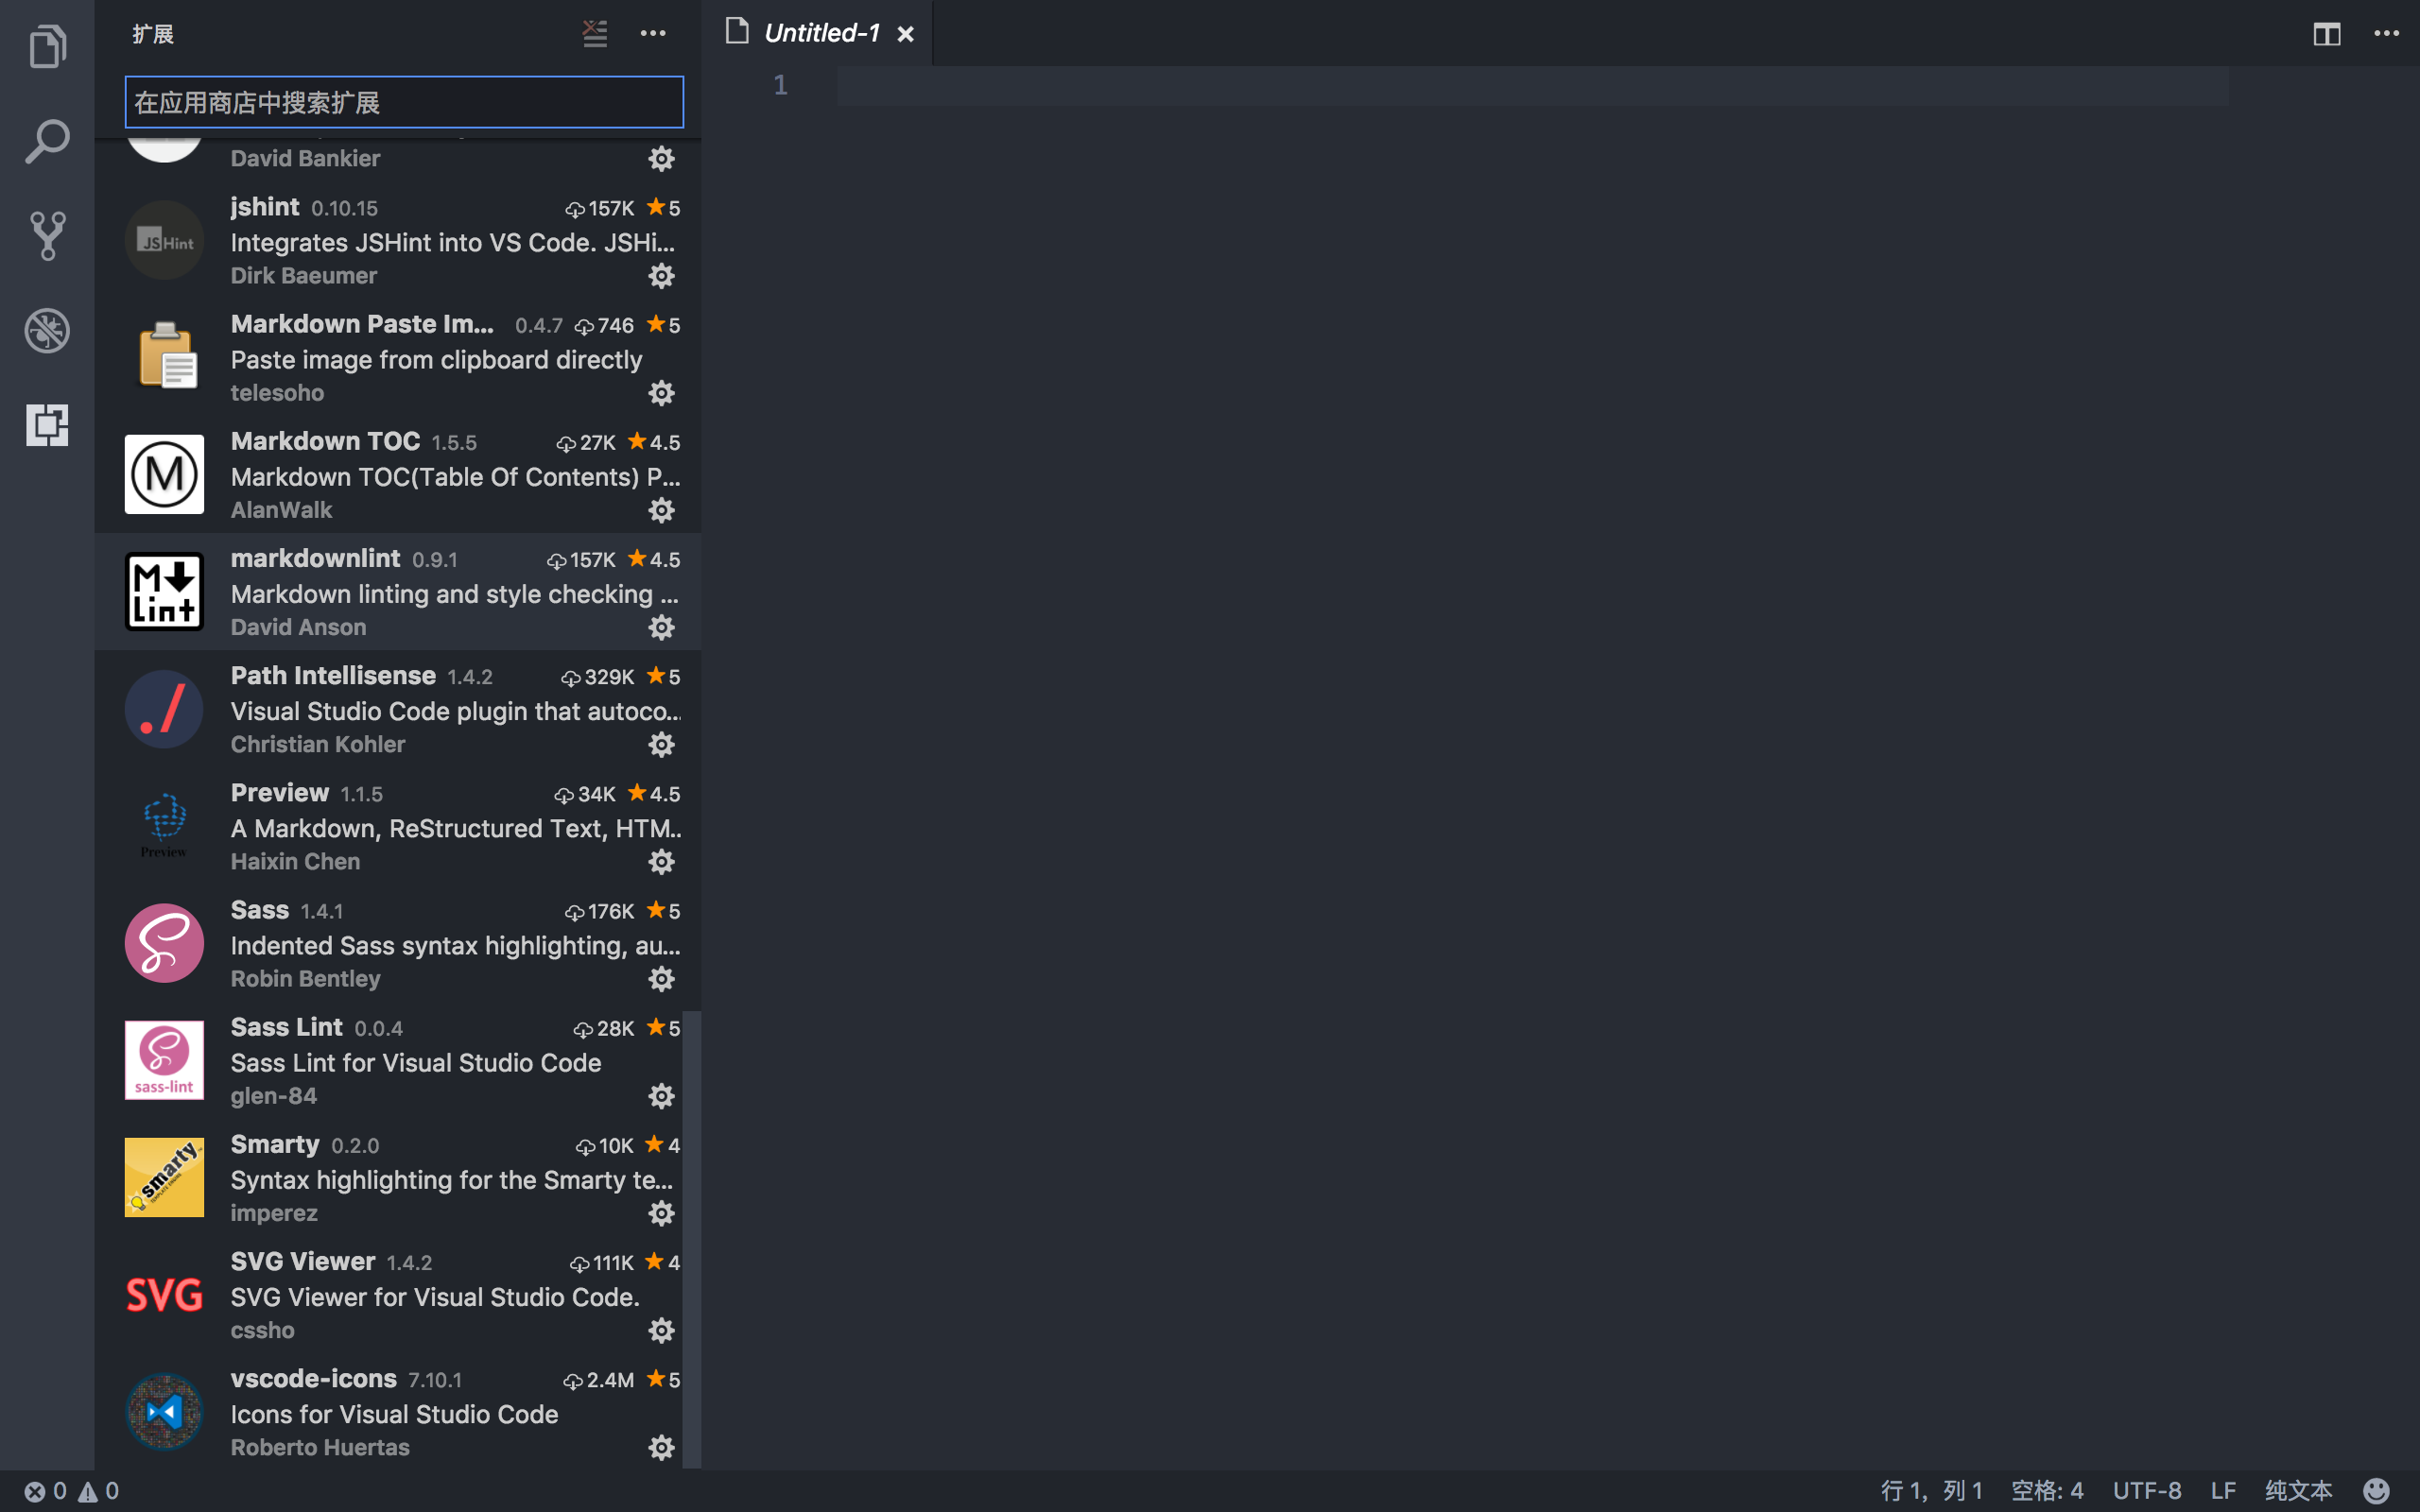 扩展
Untitled-1
在应用商店中搜索扩展
1
David Bankier
jshint 0.10.15 157K 5
JSHint
Integrates JSHint into VS Code. JSHi...
Dirk Baeumer
Markdown Paste Im... 0.4.7 746 5
Paste image from clipboard directly
telesoho
Markdown TOC 1.5.5 27K 4.5
M
Markdown TOC(Table Of Contents) P...
AlanWalk
markdownlint 0.9.1 157K 4.5
M
Lint
Markdown linting and style checking ...
David Anson
Path Intellisense 1.4.2 329K 5
./
Visual Studio Code plugin that autoco...
Christian Kohler
Preview 1.1.5 34K 4.5
A Markdown, ReStructured Text, HTM...
Preview
Haixin Chen
Sass 1.4.1 176K 5
Indented Sass syntax highlighting, au...
Robin Bentley
Sass Lint 0.0.4 28K 5
Sass Lint for Visual Studio Code
sass-lint
glen-84
Smarty 0.2.0 10K 4
smarty
Syntax highlighting for the Smarty te...
imperez
SVG Viewer 1.4.2 111K 4
SVG
SVG Viewer for Visual Studio Code.
cssho
vscode-icons 7.10.1 2.4M 5
Icons for Visual Studio Code
Roberto Huertas
0 0
行 1，列 1 空格: 4 UTF-8 LF 纯文本